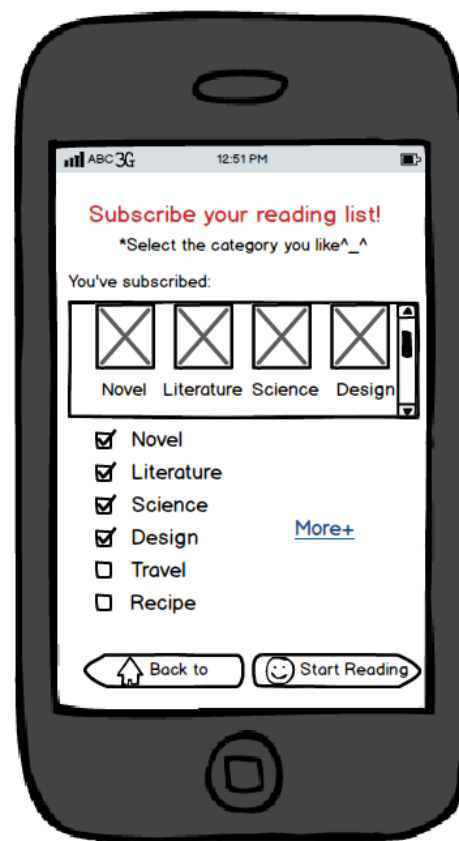 ABC 3G 12:51 PM
Subscribe your reading list!
*Select the category you like^_^
You've subscribed:
Novel Literature Science Design
Novel
Literature
Science
Design
More+
Travel
Recipe
Back to Start Reading